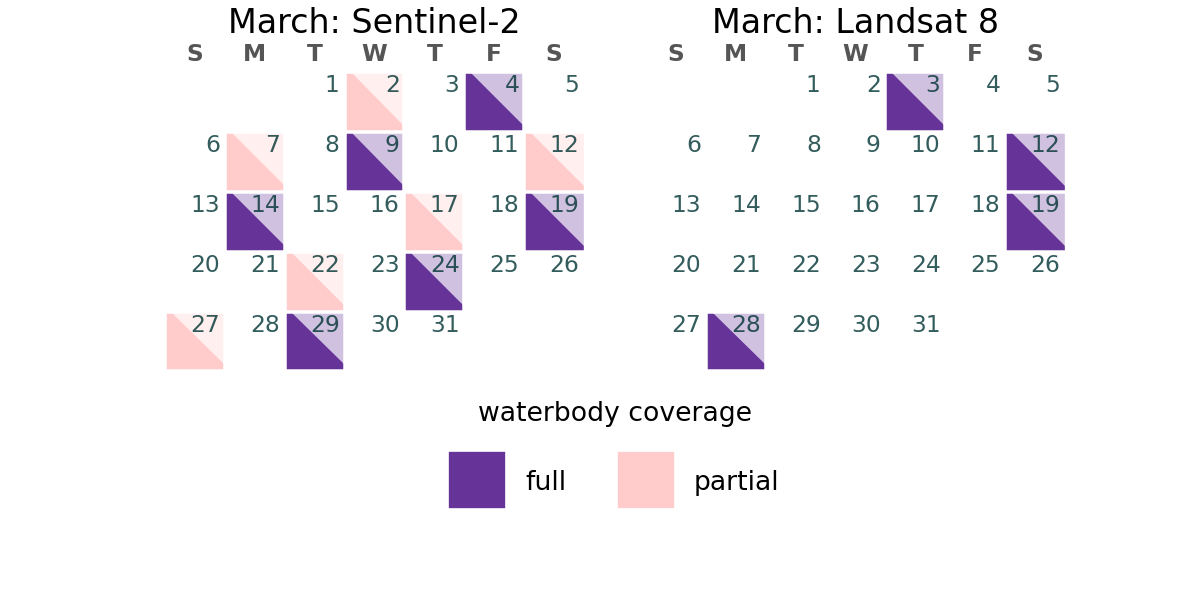 March: Sentinel-2
S M T W T F S
1 2 3 4 5
6 7 8 9 10 11 12
13 14 15 16 17 18 19
20 21 22 23 24 25 26
27 28 29 30 31
March: Landsat 8
S M T W T F S
1 2 3 4 5
6 7 8 9 10 11 12
13 14 15 16 17 18 19
20 21 22 23 24 25 26
27 28 29 30 31
waterbody coverage
full partial